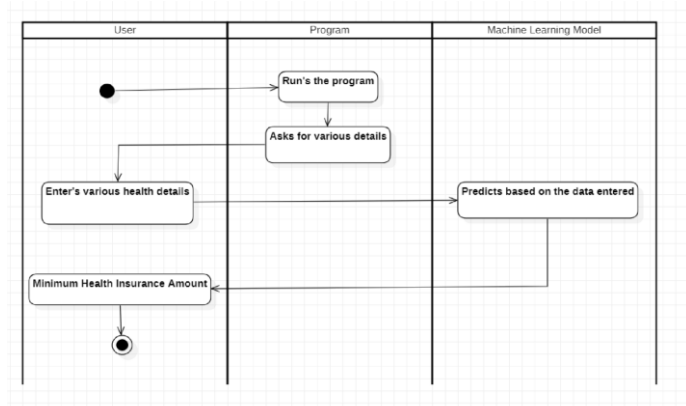 User
Program
Machine Learning Model
Run's the program
Asks for various details
Enter's various health details
Predicts based on the data entered
Minimum Health Insurance Amount